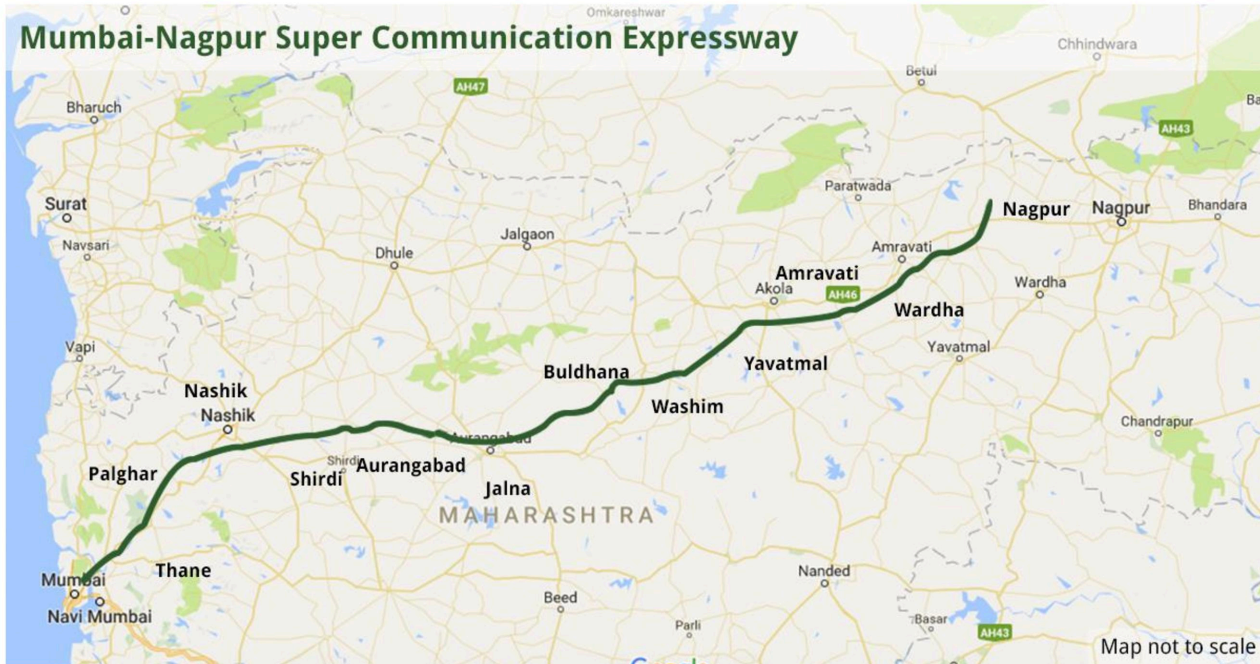 Omkareshwar
Mumbai-Nagpur Super Communication Expressway
Chhindwara
Betul
AH47
Bharuch
Ba
AH43
Paratwada
Surat
Nagpur
Nagpur
Bhandara
Navsari
Dhule
Jalgaon
Amravati
Amravati
Akola
AH46
Wardha
Wardha
Vapi
Yavatmal
Yavatmal
Buldhana
Nashik
Nashik
Washim
Chandrapur
Aurangabad
Palghar
Shirdi
Shirdi
Aurangabad
Jalna
MAHARASHTRA
Thane
Mumbai
Navi Mumbai
Nanded
Beed
Parli
Basar
AH43
Map not to scale